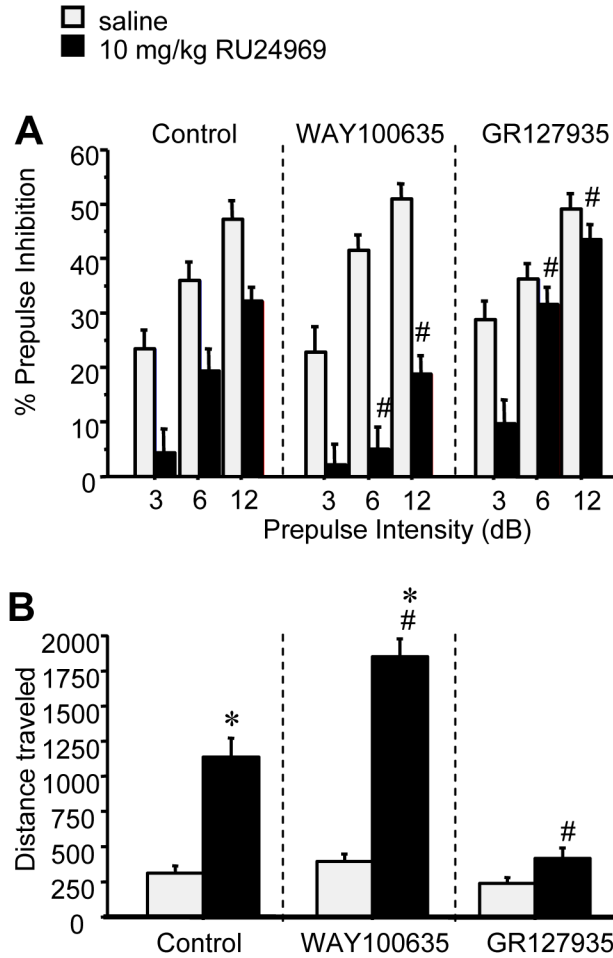 saline
10 mg/kg RU24969
A
Control WAY100635 GR127935
% Prepulse Inhibition
60
50
40
30
20
10
0
# # # #
3 6 12 3 6 12 3 6 12
Prepulse Intensity (dB)
B
Distance traveled
2000
1750
1500
1250
1000
750
500
250
0
*
*
#
#
Control WAY100635 GR127935